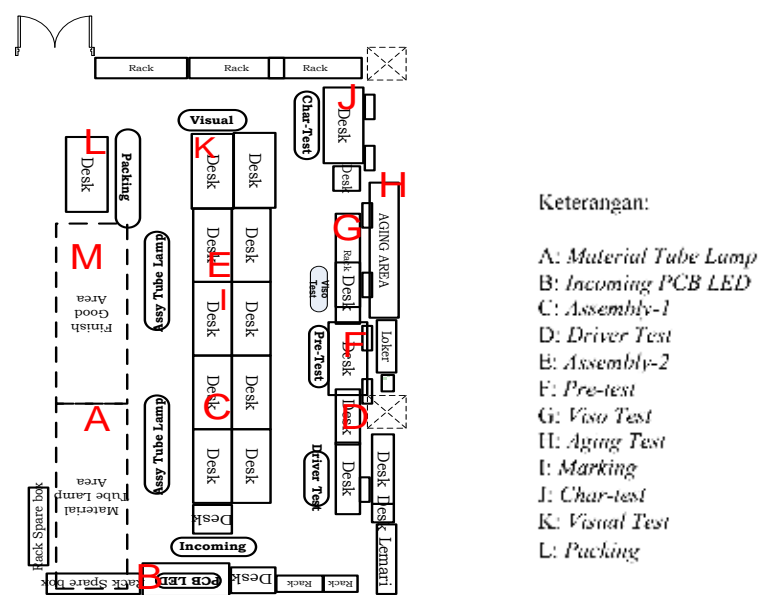 Rack
Rack
Rack
J
Desk
Char-Test
Visual
L
Desk
Packing
K
Desk
Desk
Desk
H
AGING AREA
G
Rack
Desk
Viso
Test
M
Finish
Good
Area
Assy Tube Lamp
E
Desk
Desk
I
Desk
Desk
F
Desk
Pre-Test
Loker
A
Material
Tube Lamp
Area
Assy Tube Lamp
C
Desk
Desk
D
Desk
Desk
Desk
Driver Test
Desk
Desk
Desk
Desk
Rack Spare box
Desk
Incoming
Lemari
Rack Spare box
B
PCB LED
Desk
Rack
Rack
Keterangan:
A: Material Tube Lamp
B: Incoming PCB LED
C: Assembly-1
D: Driver Test
E: Assembly-2
F: Pre-test
G: Viso Test
H: Aging Test
I: Marking
J: Char-test
K: Visual Test
L: Packing